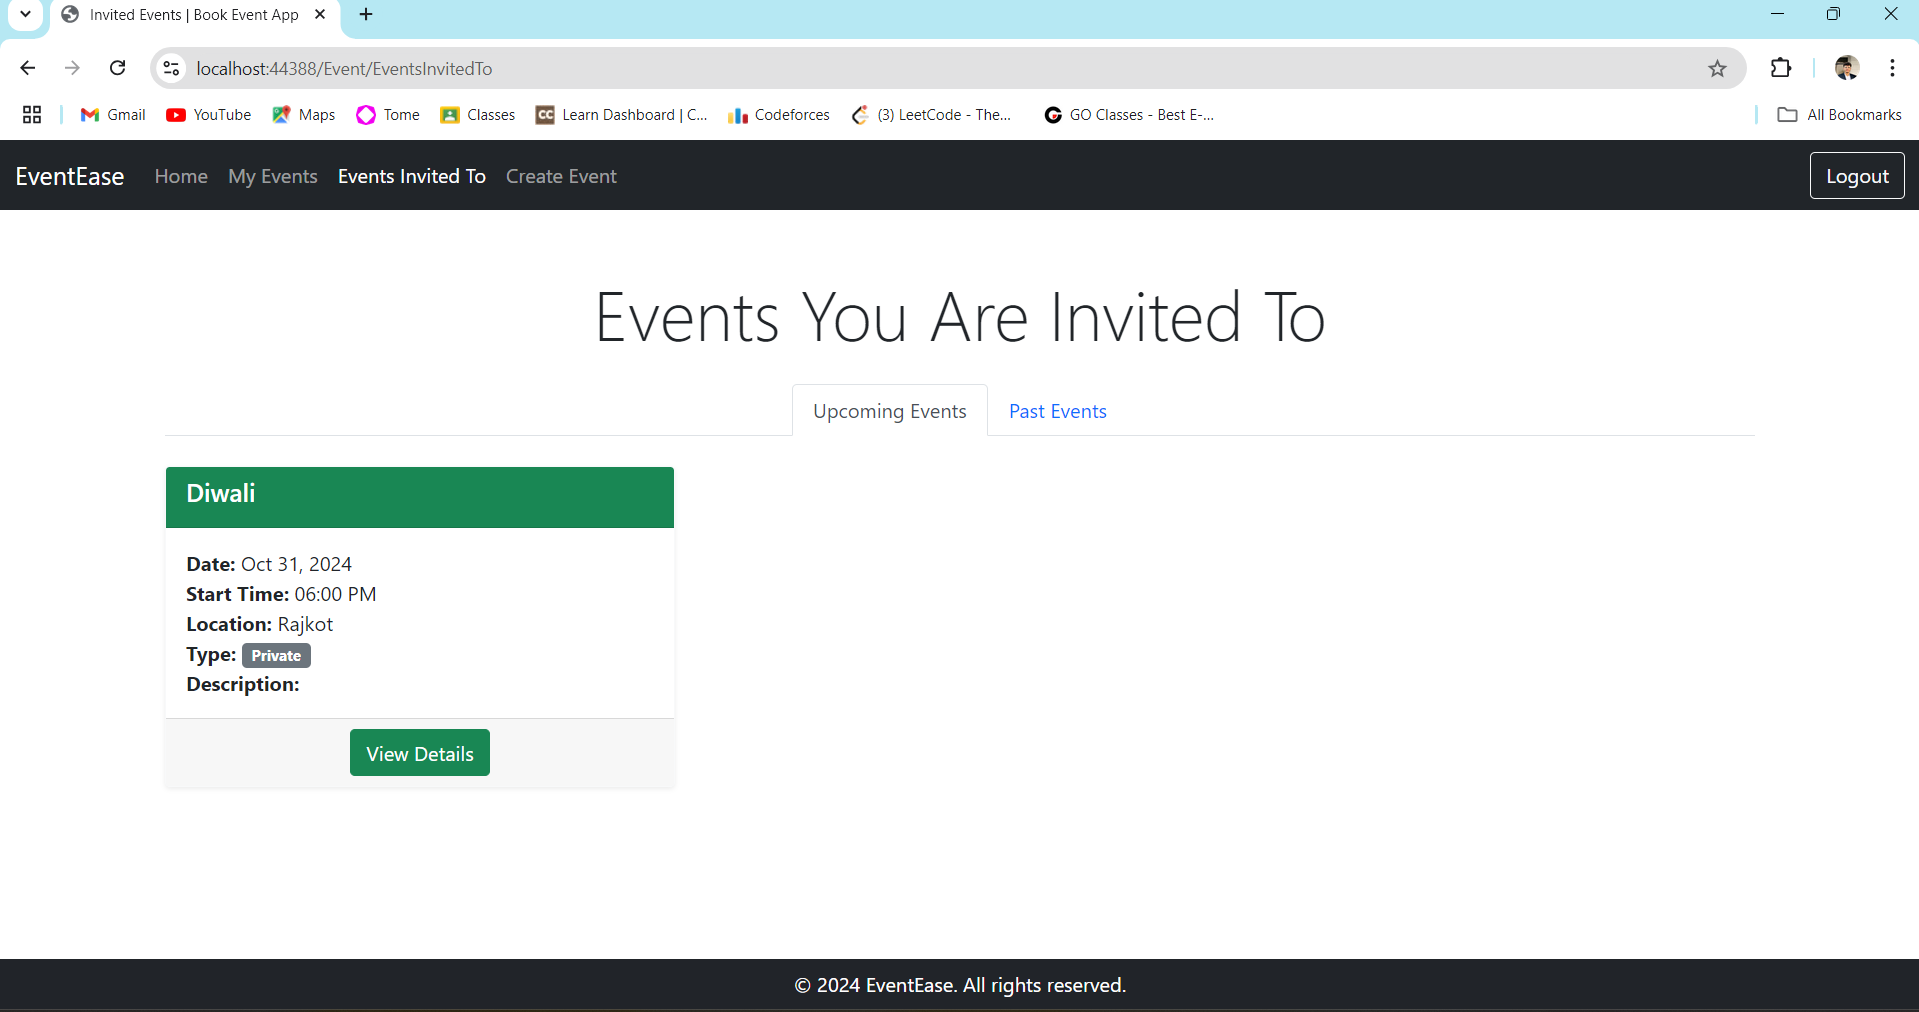 Invited Events | Book Event App
localhost:44388/Event/EventsInvitedTo
Gmail YouTube Maps Tome Classes CC Learn Dashboard | C... Codeforces (3) LeetCode - The... GO Classes - Best E-... All Bookmarks
EventEase Home My Events Events Invited To Create Event Logout
Events You Are Invited To
Upcoming Events Past Events
Diwali
Date: Oct 31, 2024
Start Time: 06:00 PM
Location: Rajkot
Type: Private
Description:
View Details
© 2024 EventEase. All rights reserved.